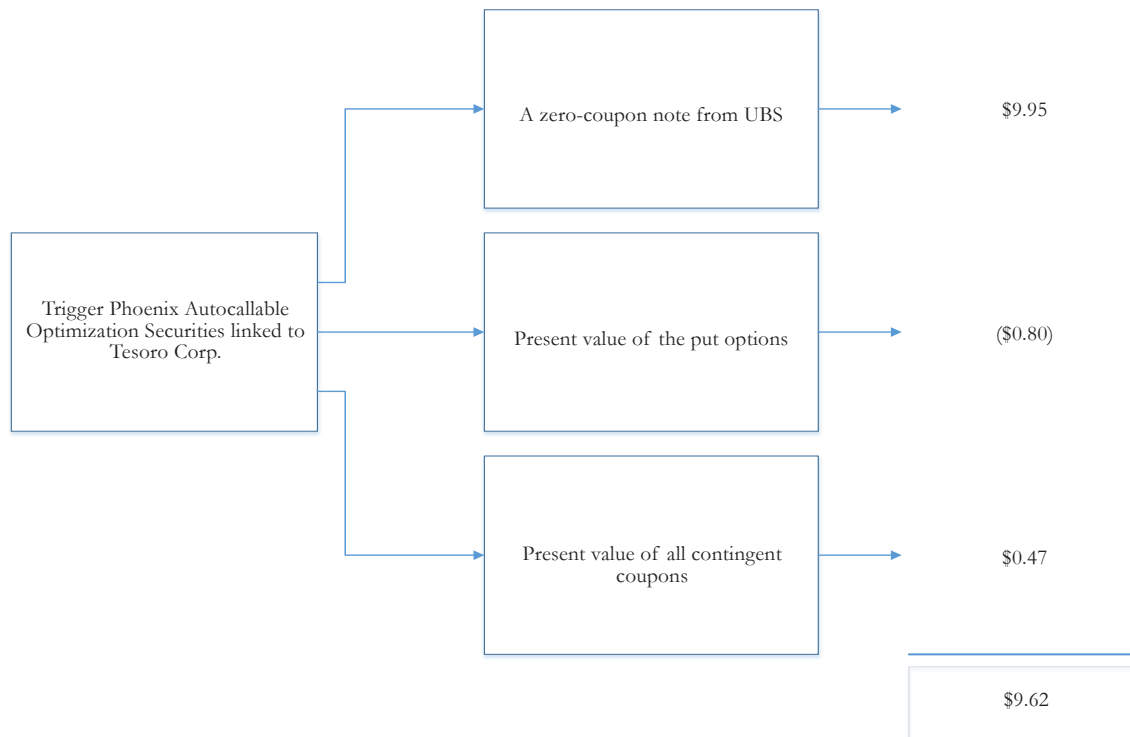 A zero-coupon note from UBS
$9.95
Trigger Phoenix Autocallable
Optimization Securities linked to
Tesoro Corp.
Present value of the put options
($0.80)
Present value of all contingent
coupons
$0.47
$9.62